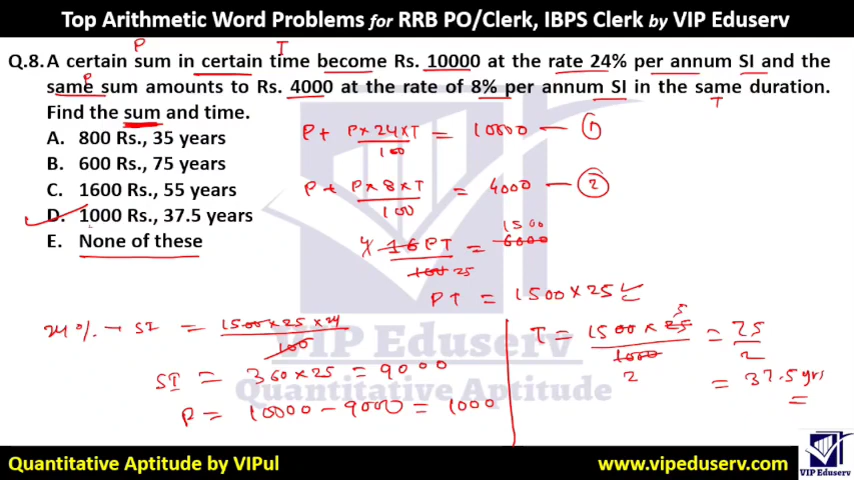 Top Arithmetic Word Problems for RRB PO/Clerk, IBPS Clerk by VIP Eduserv
P T
Q.8. A certain sum in certain time become Rs. 10000 at the rate 24% per annum SI and the
P
same sum amounts to Rs. 4000 at the rate of 8% per annum SI in the same duration.
T
Find the sum and time.
A. 800 Rs., 35 years
B. 600 Rs., 75 years
C. 1600 Rs., 55 years
D. 1000 Rs., 37.5 years
E. None of these
P + P×24×T/100 = 10000 — 1
P + P×8×T/100 = 4000 — 2
4 16PT/100 25 = 6000 1500
PT = 1500×25
24% → SI = 1500×25×24/100
SI = 360×25 = 9000
P = 10000 – 9000 = 1000
T = 1500×25 5/1000 2 = 75/2
= 37.5 yrs
VIP Eduserv
Quantitative Aptitude
Quantitative Aptitude by VIPul
www.vipeduserv.com
VIP Eduserv